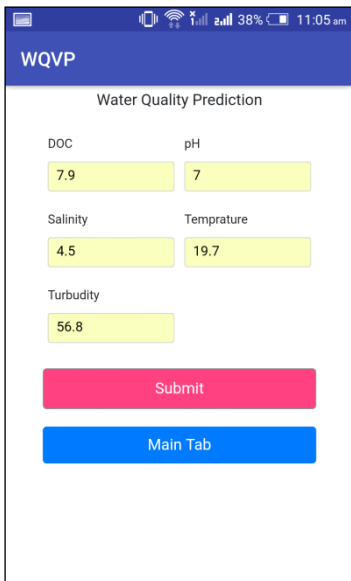 38% 11:05 am
WQVP
Water Quality Prediction
DOC pH
7.9 7
Salinity Temprature
4.5 19.7
Turbudity
56.8
Submit
Main Tab